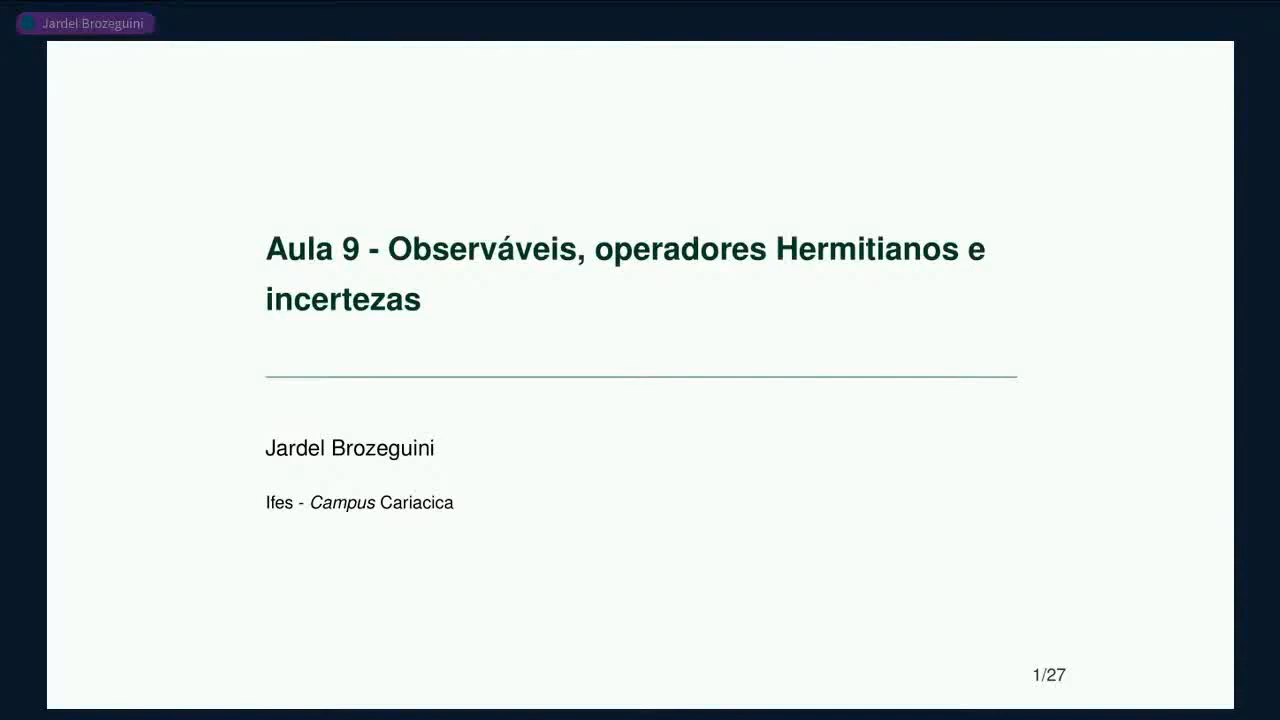 Jardel Brozeguini
Aula 9 - Observáveis, operadores Hermitianos e
incertezas
Jardel Brozeguini
Ifes - Campus Cariacica
1/27